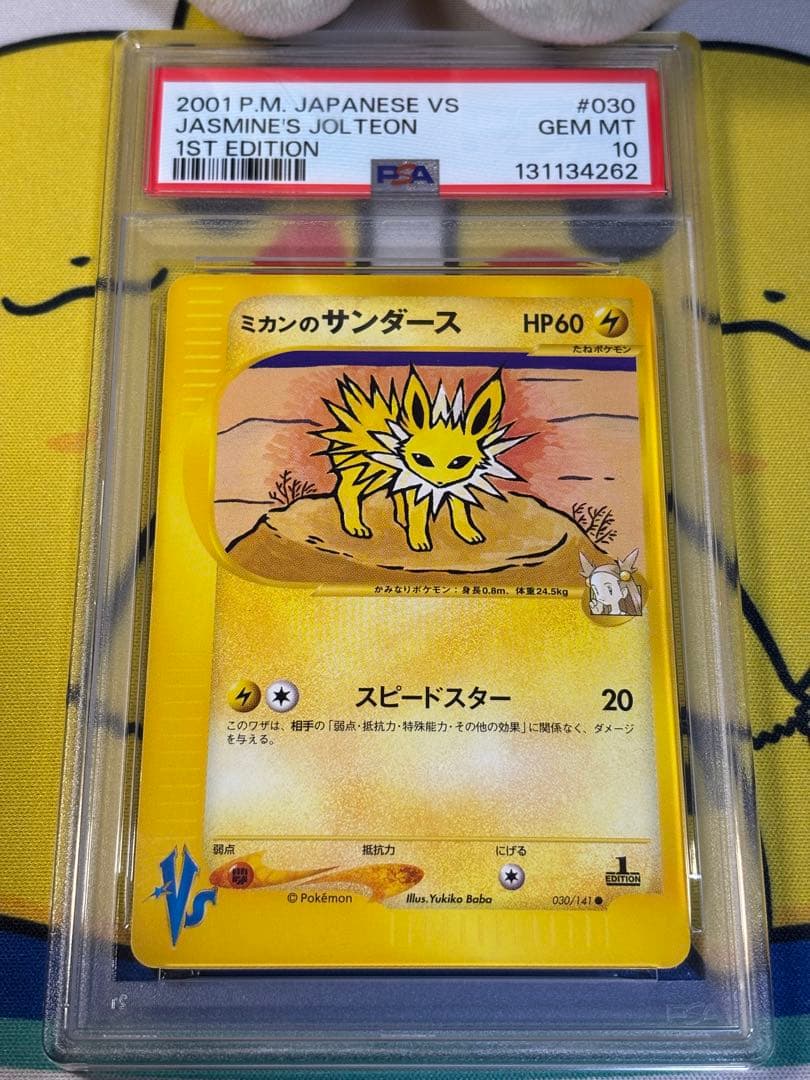 2001 P.M. JAPANESE VS #030
JASMINE'S JOLTEON GEM MT
1ST EDITION 10
PSA 131134262
ミカンのサンダース HP60
たねポケモン
かみなりポケモン：身長0.8m、体重24.5kg
スピードスター 20
このワザは、相手の「弱点・抵抗力・特殊能力・その他の効果」に関係なく、ダメージ
を与える。
弱点 抵抗力 にげる
1
EDITION
VS
©Pokémon Illus.Yukiko Baba 030/141
PSA